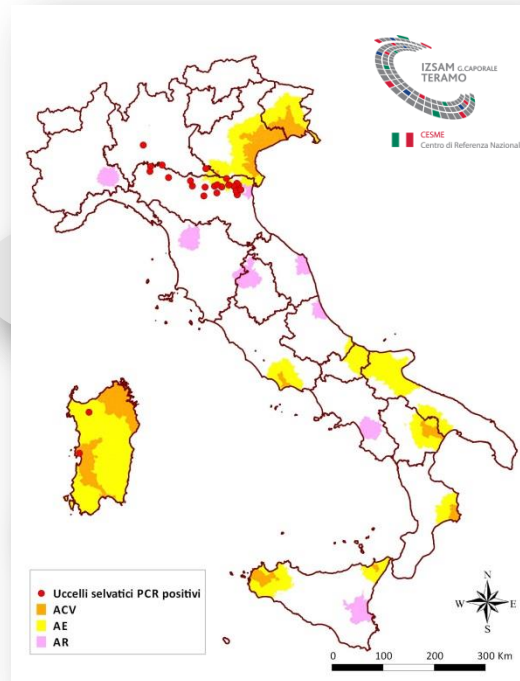 IZSAM G.CAPORALE
TERAMO
CESME
Centro di Referenza Nazional
Uccelli selvatici PCR positivi
ACV
AE
AR
N
W E
S
0 100 200 300 Km